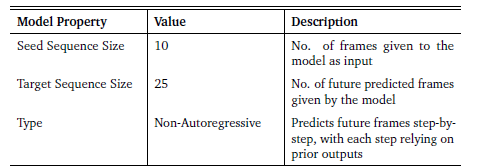 Model Property Value Description
Seed Sequence Size 10 No. of frames given to the
model as input
Target Sequence Size 25 No. of future predicted frames
given by the model
Type Non-Autoregressive Predicts future frames step-by-
step, with each step relying on
prior outputs